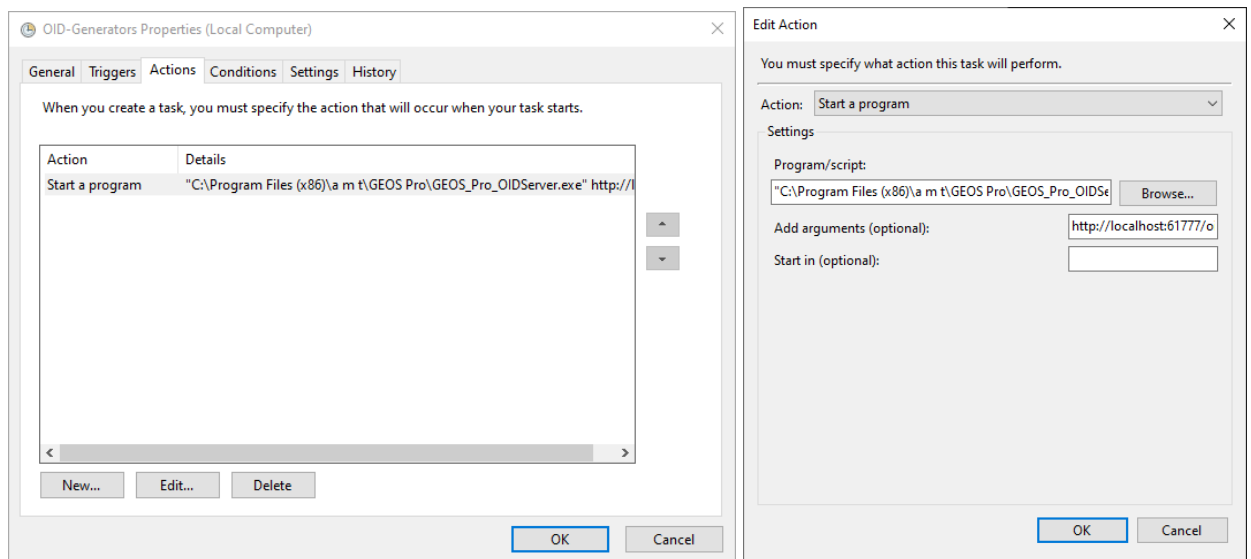 OID-Generators Properties (Local Computer)
General Triggers Actions Conditions Settings History
When you create a task, you must specify the action that will occur when your task starts.
Action Details
Start a program "C:\Program Files (x86)\a m t\GEOS Pro\GEOS_Pro_OIDServer.exe" http://l
New... Edit... Delete
OK Cancel
Edit Action
You must specify what action this task will perform.
Action: Start a program
Settings
Program/script:
"C:\Program Files (x86)\a m t\GEOS Pro\GEOS_Pro_OIDSe Browse...
Add arguments (optional): http://localhost:61777/o
Start in (optional):
OK Cancel